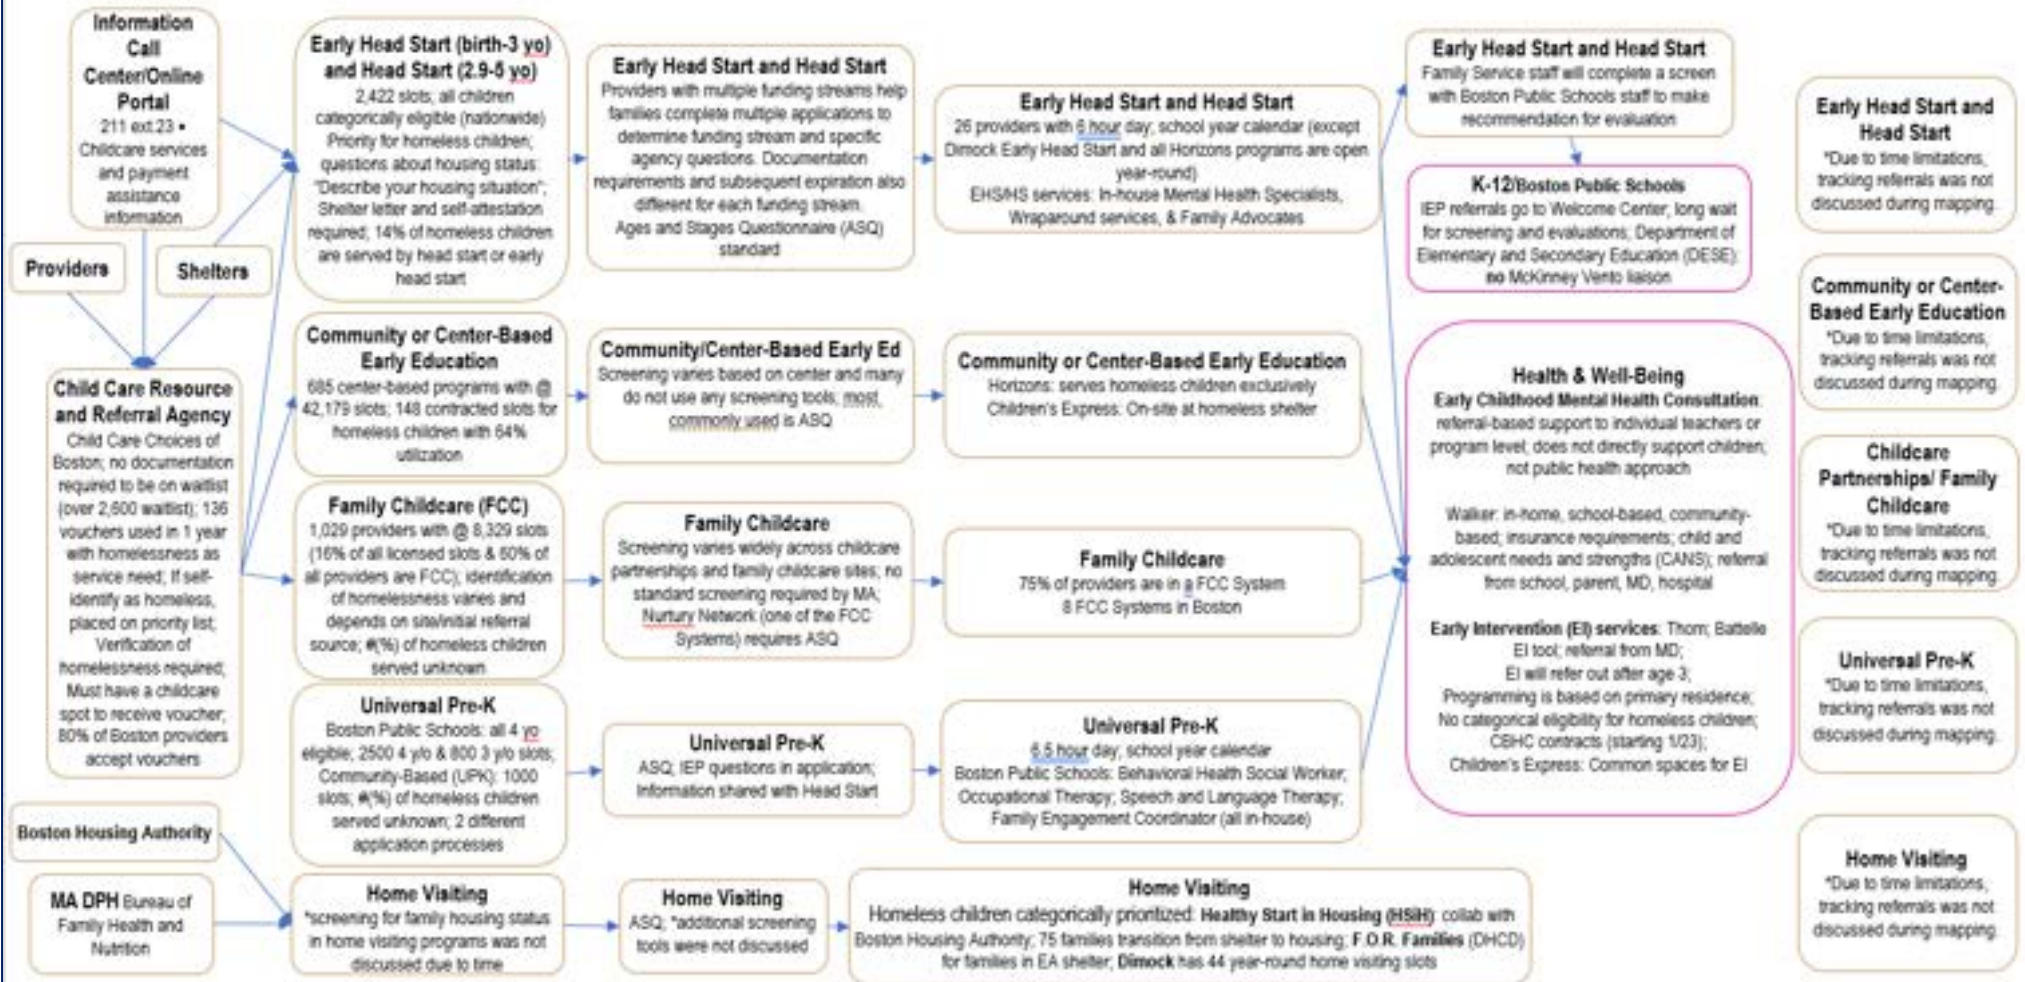 Information
Call
Center/Online
Portal
211 ext.23 •
Childcare services
and payment
assistance
information
Providers
Shelters
Child Care Resource
and Referral Agency
Child Care Choices of
Boston; no documentation
required to be on waitlist
(over 2,600 waitlist); 136
vouchers used in 1 year
with homelessness as
service need; If self-
identify as homeless,
placed on priority list;
Verification of
homelessness required;
Must have a childcare
spot to receive voucher;
80% of Boston providers
accept vouchers
Boston Housing Authority
MA DPH Bureau of
Family Health and
Nutrition
Early Head Start (birth-3 yo)
and Head Start (2.9-5 yo)
2,422 slots; all children
categorically eligible (nationwide)
Priority for homeless children;
questions about housing status:
"Describe your housing situation";
Shelter letter and self-attestation
required; 14% of homeless children
are served by head start or early
head start
Community or Center-Based
Early Education
685 center-based programs with @
42,179 slots; 148 contracted slots for
homeless children with 64%
utilization
Family Childcare (FCC)
1,029 providers with @ 8,329 slots
(16% of all licensed slots & 60% of
all providers are FCC); identification
of homelessness varies and
depends on site/initial referral
source; #(%) of homeless children
served unknown
Universal Pre-K
Boston Public Schools: all 4 yo
eligible; 2500 4 y/o & 800 3 y/o slots;
Community-Based (UPK): 1000
slots; #(%) of homeless children
served unknown; 2 different
application processes
Home Visiting
*screening for family housing status
in home visiting programs was not
discussed due to time
Early Head Start and Head Start
Providers with multiple funding streams help
families complete multiple applications to
determine funding stream and specific
agency questions. Documentation
requirements and subsequent expiration also
different for each funding stream.
Ages and Stages Questionnaire (ASQ)
standard
Community/Center-Based Early Ed
Screening varies based on center and many
do not use any screening tools; most
commonly used is ASQ
Family Childcare
Screening varies widely across childcare
partnerships and family childcare sites; no
standard screening required by MA;
Nurtury Network (one of the FCC
Systems) requires ASQ
Universal Pre-K
ASQ; IEP questions in application;
Information shared with Head Start
Home Visiting
ASQ; *additional screening
tools were not discussed
Early Head Start and Head Start
26 providers with 6 hour day; school year calendar (except
Dimock Early Head Start and all Horizons programs are open
year-round)
EHS/HS services: In-house Mental Health Specialists,
Wraparound services, & Family Advocates
Community or Center-Based Early Education
Horizons: serves homeless children exclusively
Children's Express: On-site at homeless shelter
Family Childcare
75% of providers are in a FCC System
8 FCC Systems in Boston
Universal Pre-K
6.5 hour day; school year calendar
Boston Public Schools: Behavioral Health Social Worker;
Occupational Therapy; Speech and Language Therapy;
Family Engagement Coordinator (all in-house)
Home Visiting
Homeless children categorically prioritized: Healthy Start in Housing (HSiH): collab with
Boston Housing Authority; 75 families transition from shelter to housing; F.O.R. Families (DHCD)
for families in EA shelter; Dimock has 44 year-round home visiting slots
Early Head Start and Head Start
Family Service staff will complete a screen
with Boston Public Schools staff to make
recommendation for evaluation
K-12/Boston Public Schools
IEP referrals go to Welcome Center; long wait
for screening and evaluations; Department of
Elementary and Secondary Education (DESE):
no McKinney Vento liaison
Health & Well-Being
Early Childhood Mental Health Consultation:
referral-based support to individual teachers or
program level; does not directly support children;
not public health approach
Walker: in-home, school-based, community-
based; insurance requirements; child and
adolescent needs and strengths (CANS); referral
from school, parent, MD, hospital
Early Intervention (EI) services: Thom; Battelle
EI tool; referral from MD;
EI will refer out after age 3;
Programming is based on primary residence;
No categorical eligibility for homeless children;
CBHC contracts (starting 1/23);
Children's Express: Common spaces for EI
Early Head Start and
Head Start
*Due to time limitations,
tracking referrals was not
discussed during mapping.
Community or Center-
Based Early Education
*Due to time limitations,
tracking referrals was not
discussed during mapping.
Childcare
Partnerships/ Family
Childcare
*Due to time limitations,
tracking referrals was not
discussed during mapping.
Universal Pre-K
*Due to time limitations,
tracking referrals was not
discussed during mapping.
Home Visiting
*Due to time limitations,
tracking referrals was not
discussed during mapping.